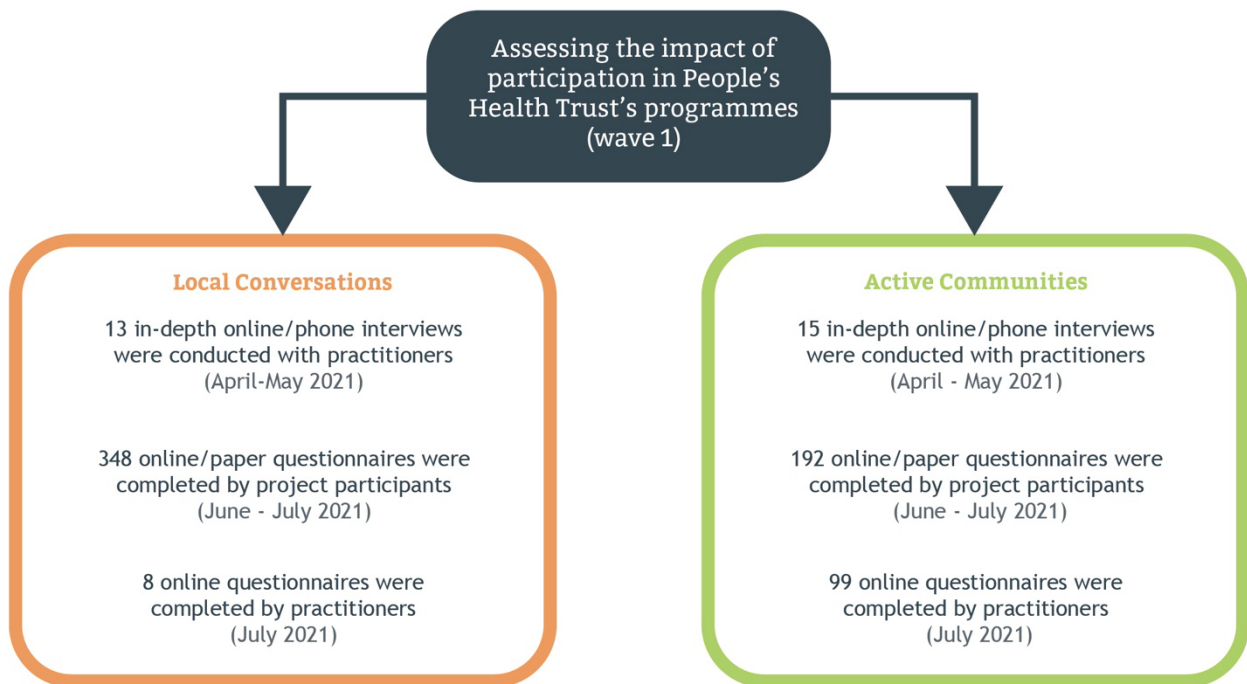 Assessing the impact of
participation in People’s
Health Trust’s programmes
(wave 1)
Local Conversations
13 in-depth online/phone interviews
were conducted with practitioners
(April-May 2021)
348 online/paper questionnaires were
completed by project participants
(June - July 2021)
8 online questionnaires were
completed by practitioners
(July 2021)
Active Communities
15 in-depth online/phone interviews
were conducted with practitioners
(April - May 2021)
192 online/paper questionnaires were
completed by project participants
(June - July 2021)
99 online questionnaires were
completed by practitioners
(July 2021)